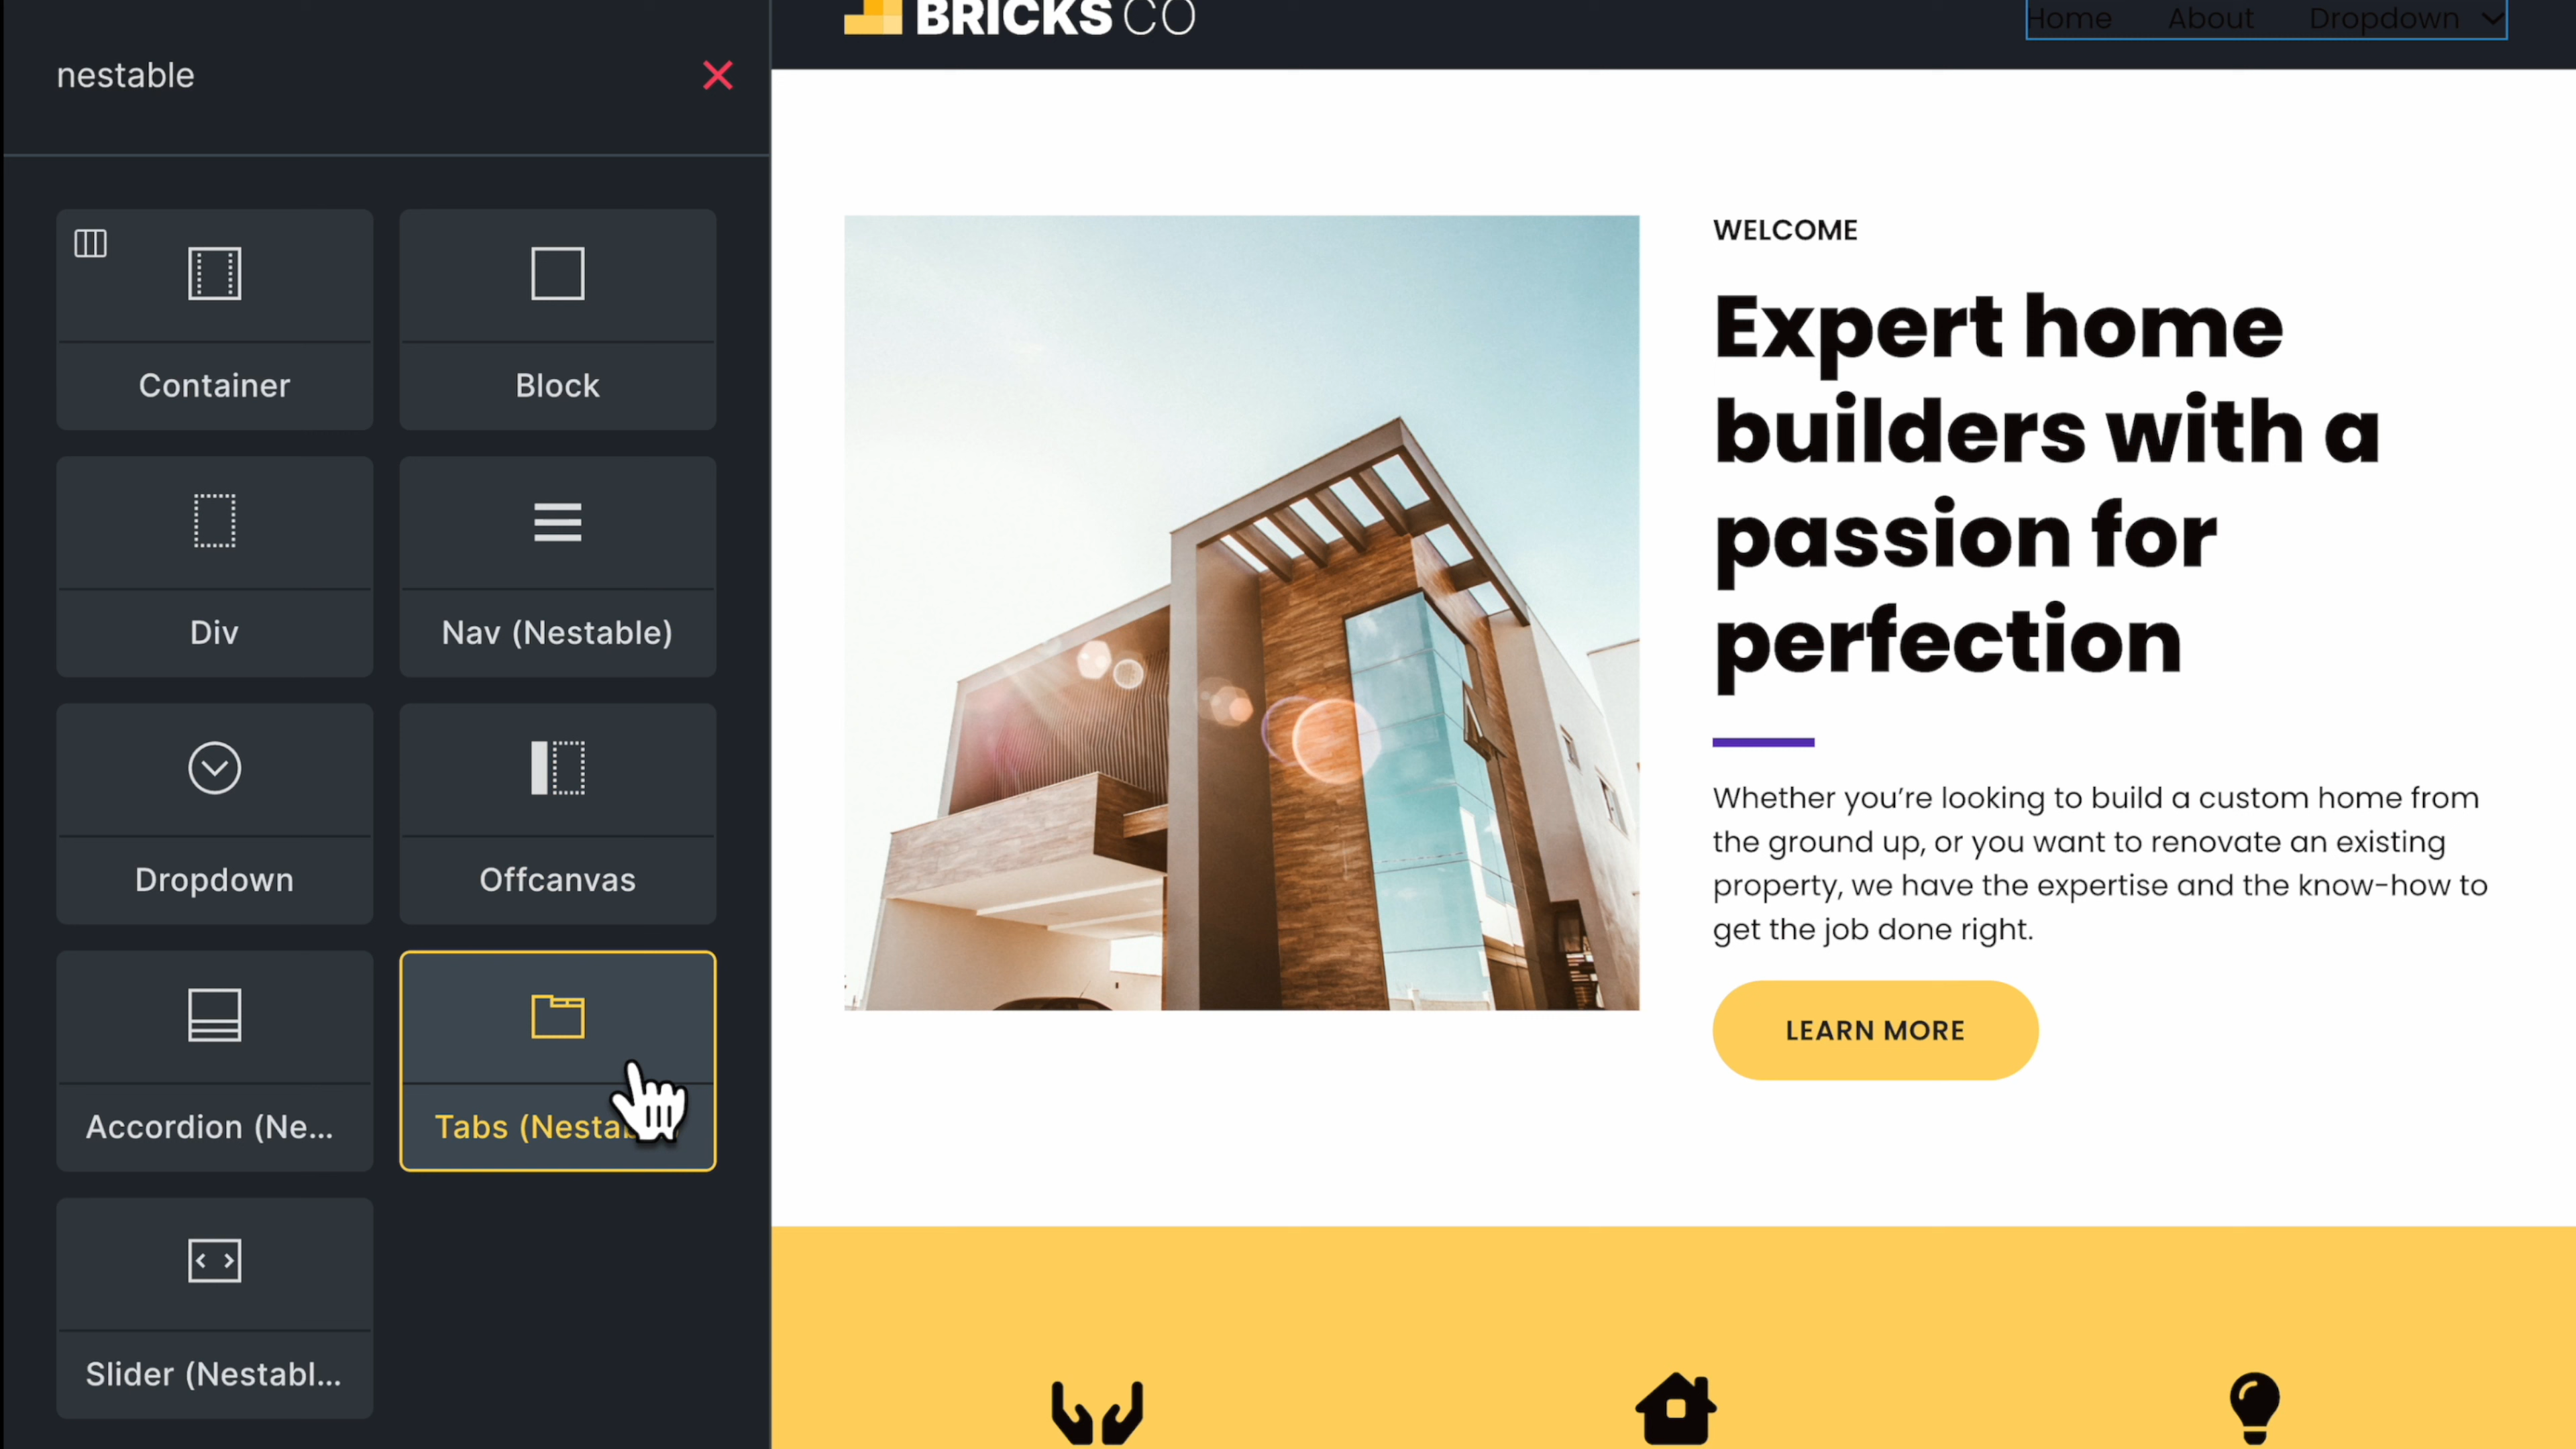 nestable
Container
Block
Div
Nav (Nestable)
Dropdown
Offcanvas
Accordion (Ne...
Tabs (Nesta
Slider (Nestabl...
BRICKS CO
Home About Dropdown
WELCOME
Expert home
builders with a
passion for
perfection
Whether you’re looking to build a custom home from
the ground up, or you want to renovate an existing
property, we have the expertise and the know-how to
get the job done right.
LEARN MORE